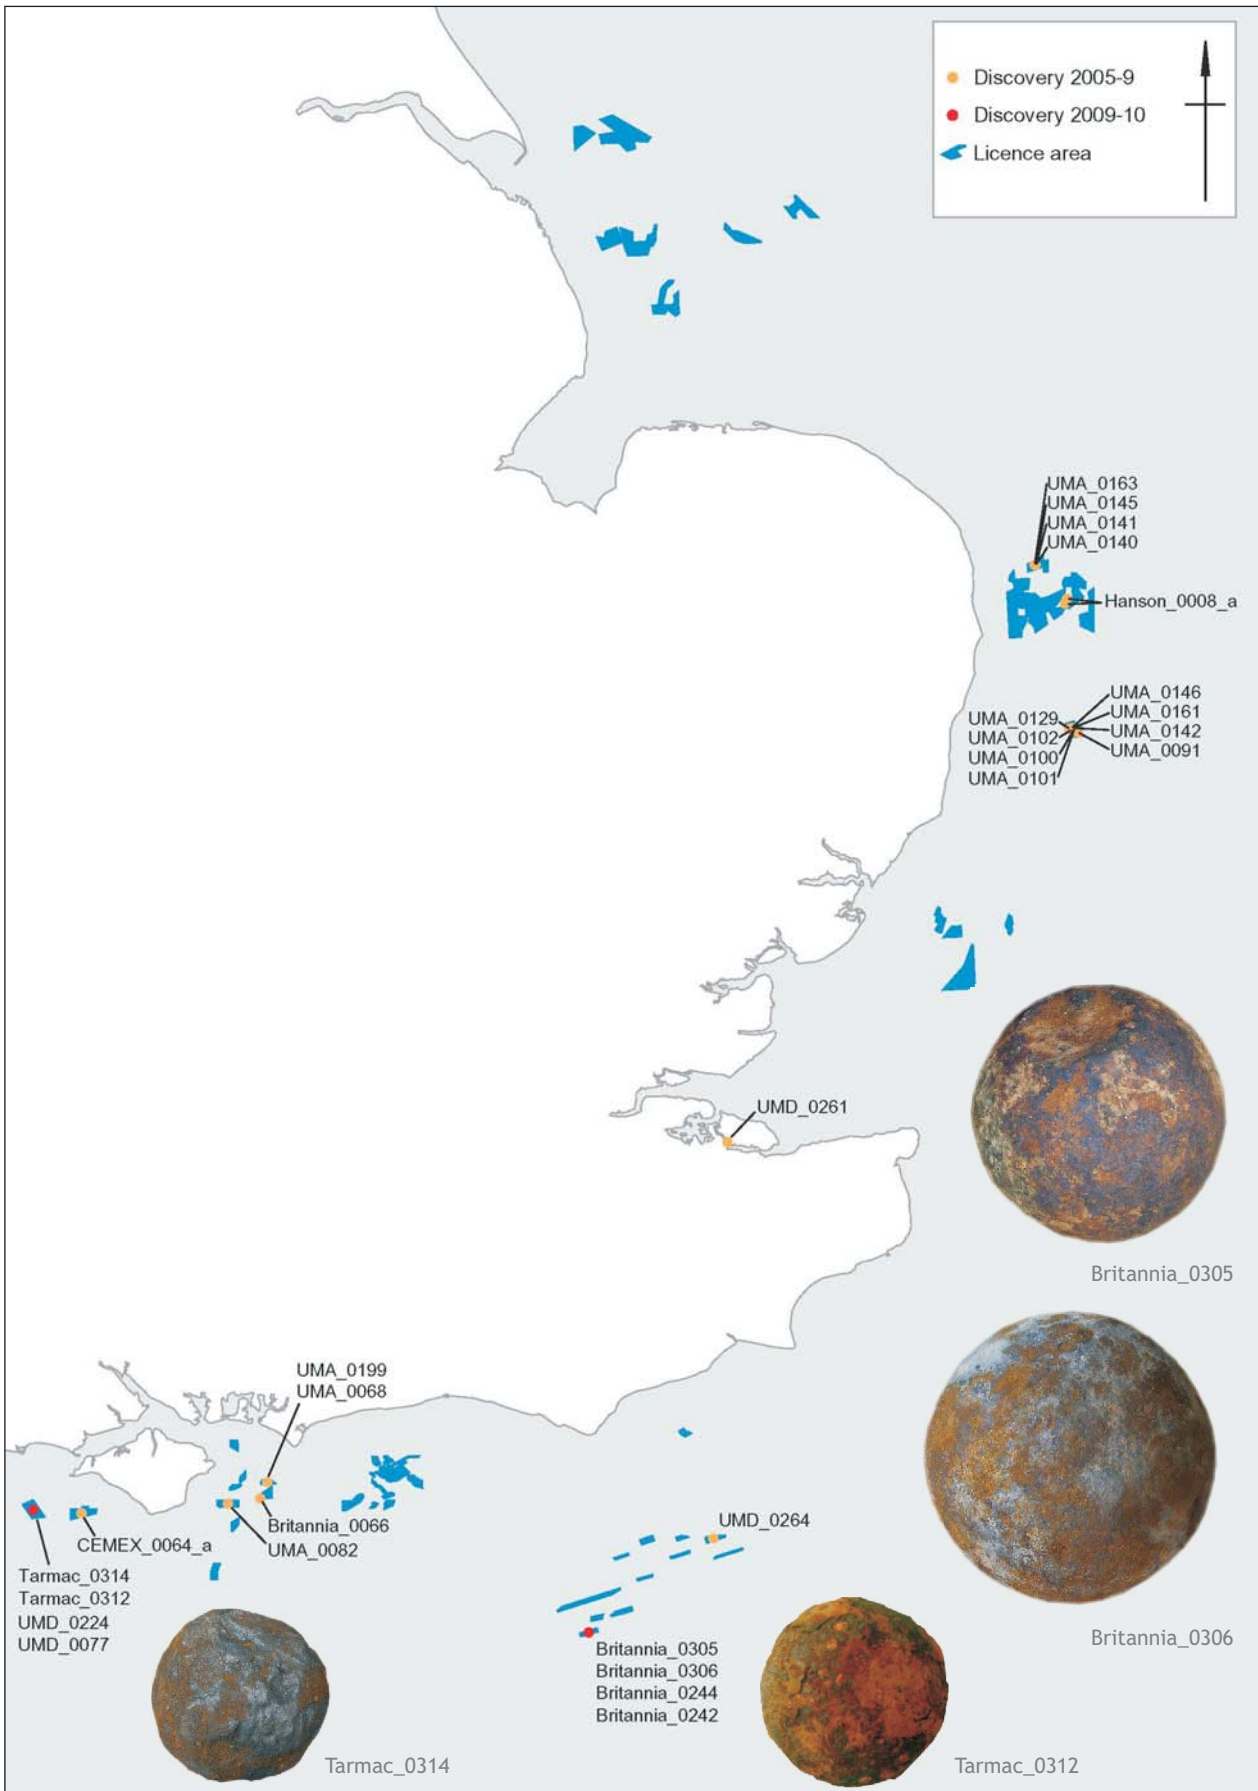 Discovery 2005-9
Discovery 2009-10
Licence area
UMA_0163
UMA_0145
UMA_0141
UMA_0140
Hanson_0008_a
UMA_0146
UMA_0161
UMA_0142
UMA_0091
UMA_0129
UMA_0102
UMA_0100
UMA_0101
UMD_0261
Britannia_0305
Britannia_0306
UMA_0199
UMA_0068
Britannia_0066
UMA_0082
CEMEX_0064_a
Tarmac_0314
Tarmac_0312
UMD_0224
UMD_0077
UMD_0264
Britannia_0305
Britannia_0306
Britannia_0244
Britannia_0242
Tarmac_0314
Tarmac_0312